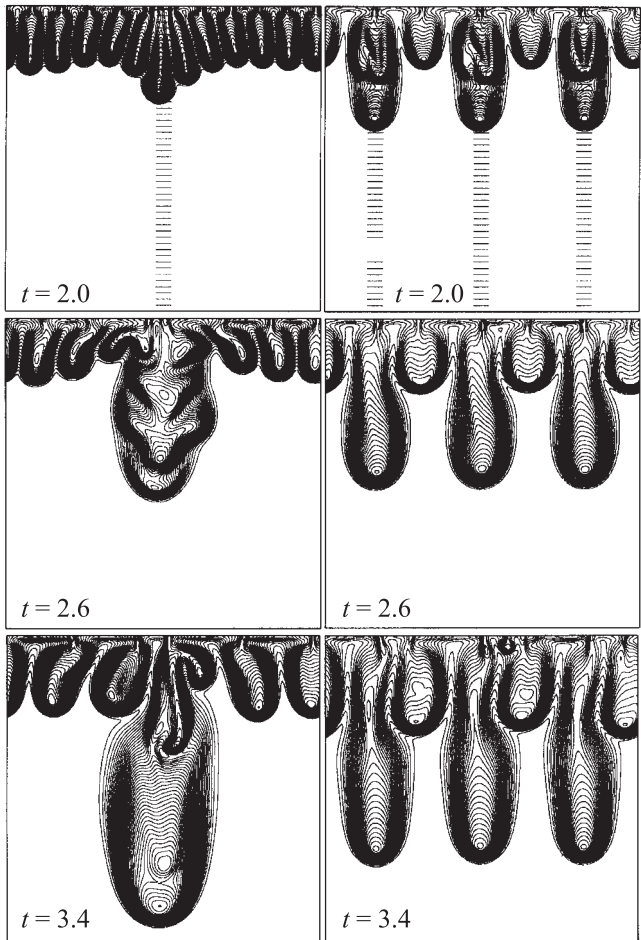 t = 2.0
t = 2.0
t = 2.6
t = 2.6
t = 3.4
t = 3.4